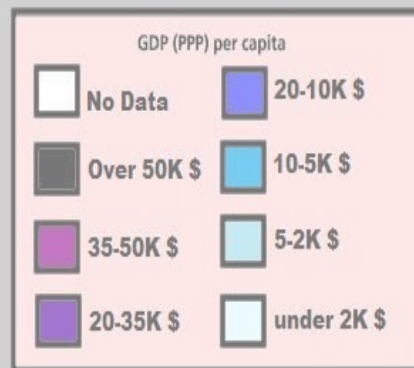 GDP (PPP) per capita
No Data
Over 50K $
35-50K $
20-35K $
20-10K $
10-5K $
5-2K $
under 2K $